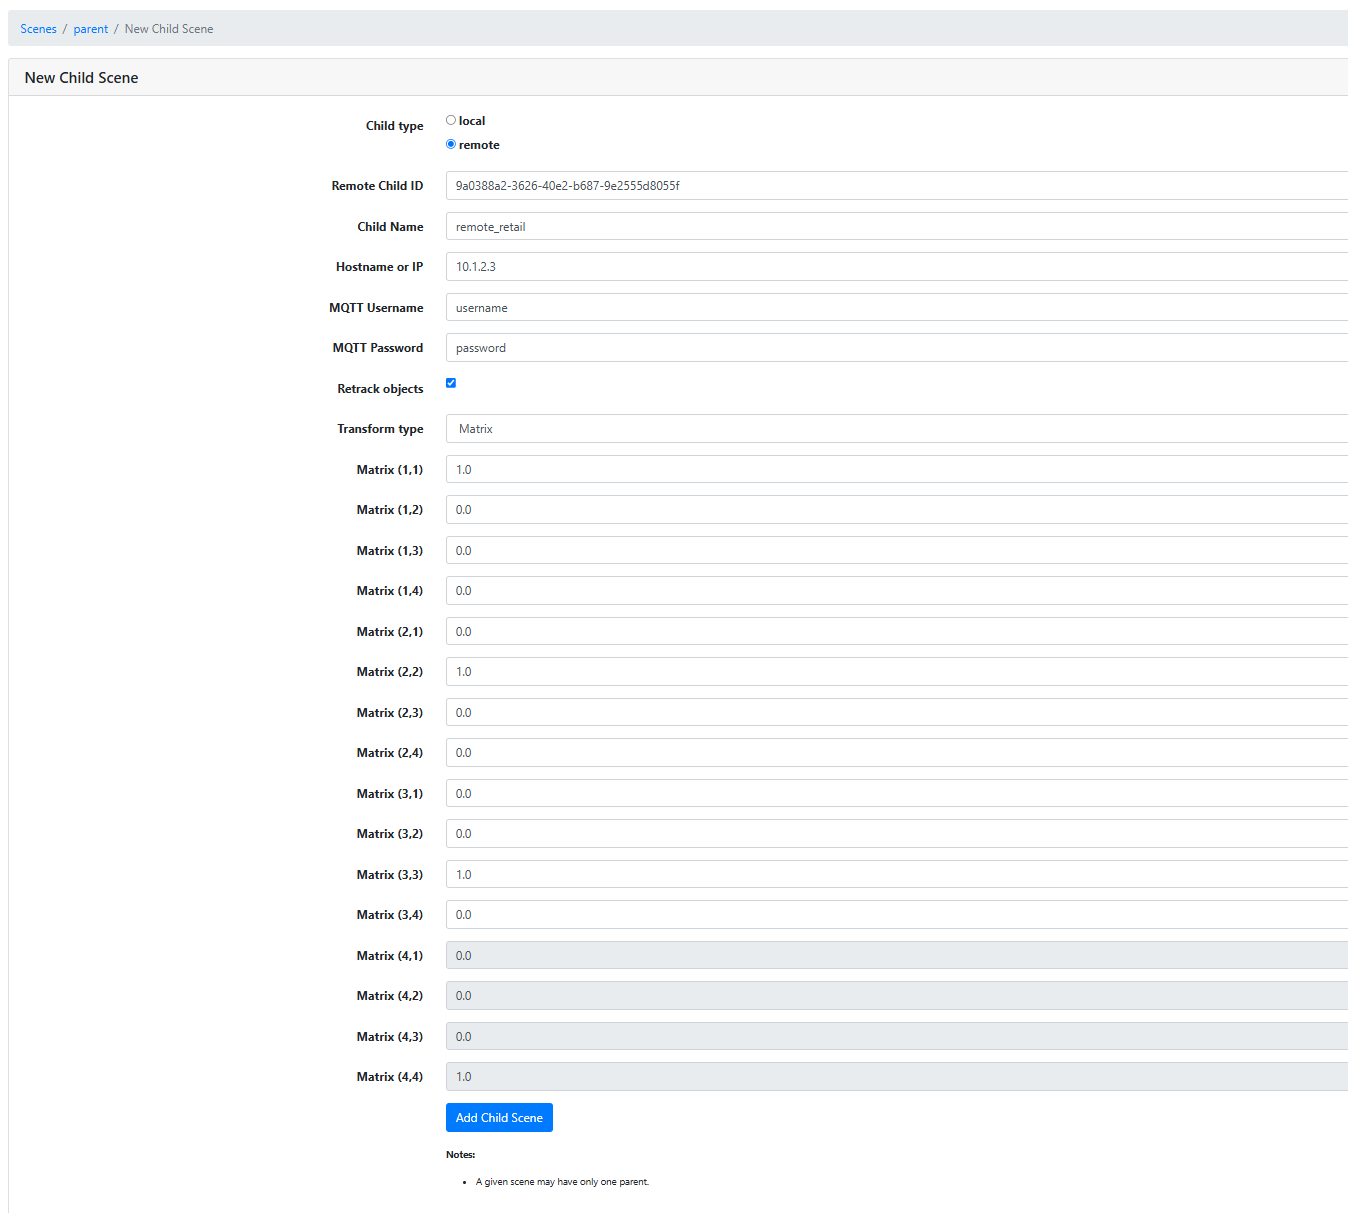 Scenes / parent / New Child Scene
New Child Scene
Child type
local
remote
Remote Child ID 9a0388a2-3626-40e2-b687-9e2555d8055f
Child Name remote_retail
Hostname or IP 10.1.2.3
MQTT Username username
MQTT Password password
Retrack objects
Transform type Matrix
Matrix (1,1) 1.0
Matrix (1,2) 0.0
Matrix (1,3) 0.0
Matrix (1,4) 0.0
Matrix (2,1) 0.0
Matrix (2,2) 1.0
Matrix (2,3) 0.0
Matrix (2,4) 0.0
Matrix (3,1) 0.0
Matrix (3,2) 0.0
Matrix (3,3) 1.0
Matrix (3,4) 0.0
Matrix (4,1) 0.0
Matrix (4,2) 0.0
Matrix (4,3) 0.0
Matrix (4,4) 1.0
Add Child Scene
Notes:
• A given scene may have only one parent.